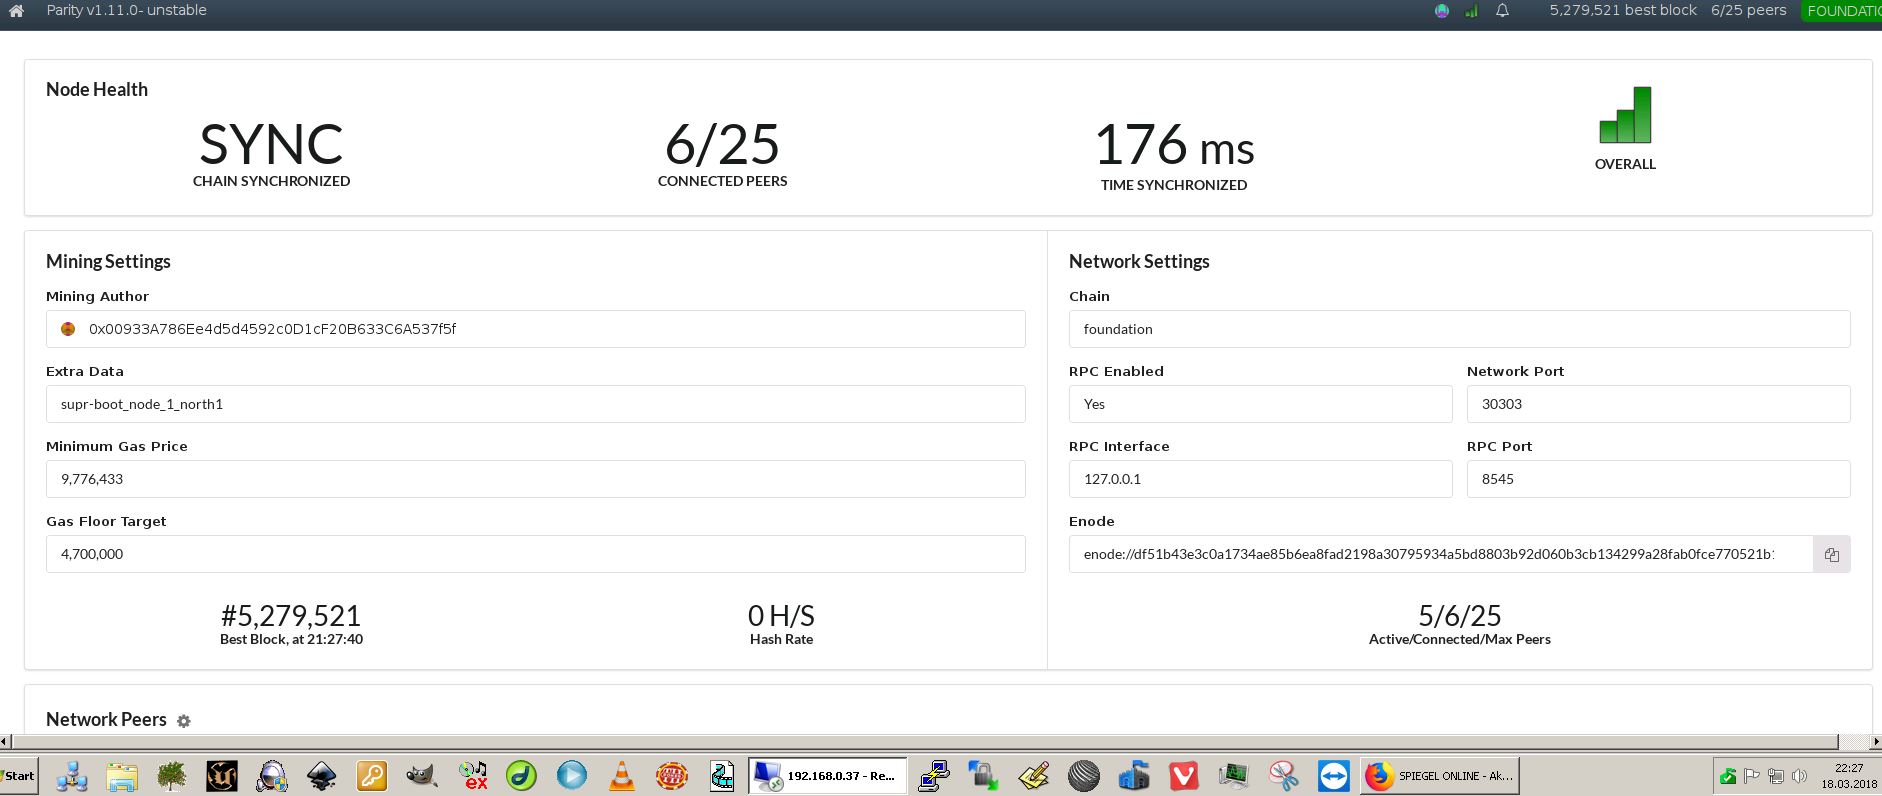 Parity v1.11.0- unstable
5,279,521 best block 6/25 peers FOUNDATIO
Node Health
SYNC
CHAIN SYNCHRONIZED
6/25
CONNECTED PEERS
176 ms
TIME SYNCHRONIZED
OVERALL
Mining Settings
Mining Author
0x00933A786Ee4d5d4592c0D1cF20B633C6A537f5f
Extra Data
supr-boot_node_1_north1
Minimum Gas Price
9,776,433
Gas Floor Target
4,700,000
#5,279,521
Best Block, at 21:27:40
0 H/S
Hash Rate
Network Settings
Chain
foundation
RPC Enabled
Yes
Network Port
30303
RPC Interface
127.0.0.1
RPC Port
8545
Enode
enode://df51b43e3c0a1734ae85b6ea8fad2198a30795934a5bd8803b92d060b3cb134299a28fab0fce770521b1
5/6/25
Active/Connected/Max Peers
Network Peers
Start
ex
192.168.0.37 - Re...
SPIEGEL ONLINE - Ak...
22:27
18.03.2018